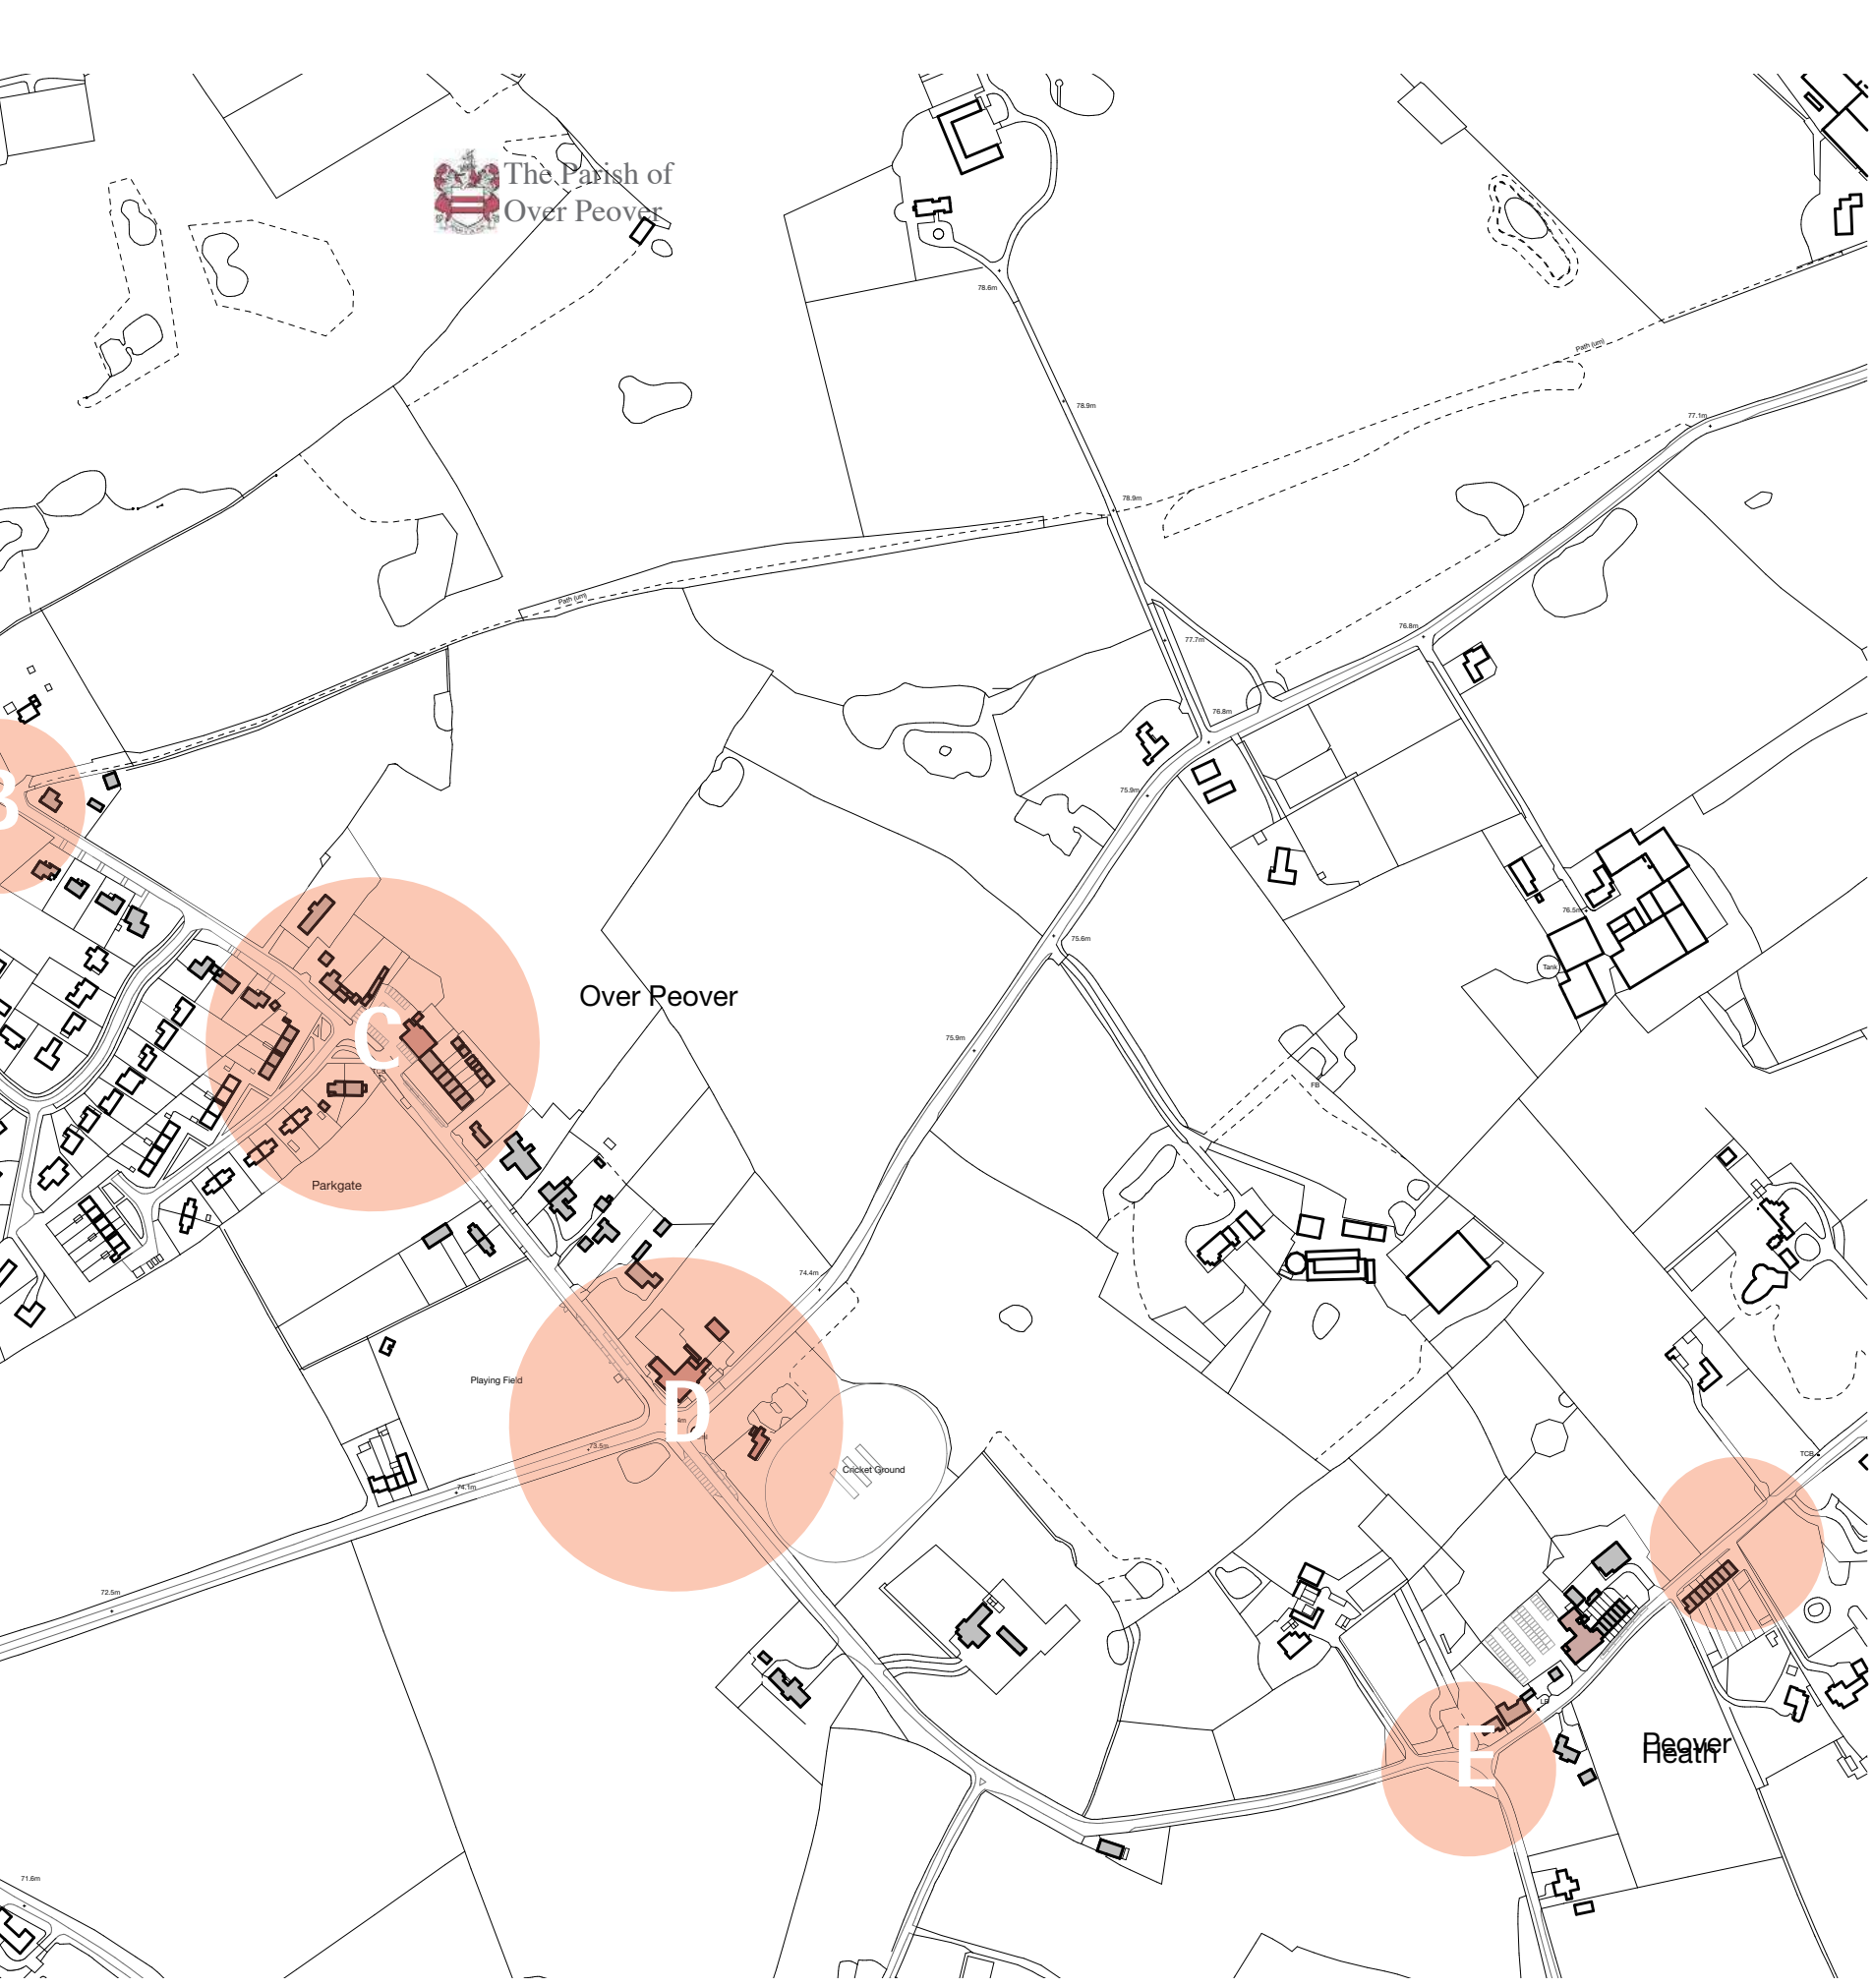 The Parish of
Over Peover
78.6m
Path (um)
78.9m
77.1m
78.9m
Path (um)
76.8m
77.7m
76.8m
75.9m
B
76.5m
75.6m
Tank
Over Peover
C
75.9m
FB
Parkgate
74.4m
Playing Field
D
73.5m
Cricket Ground
TCB
74.1m
72.5m
LB
E
Peover
Heath
71.6m